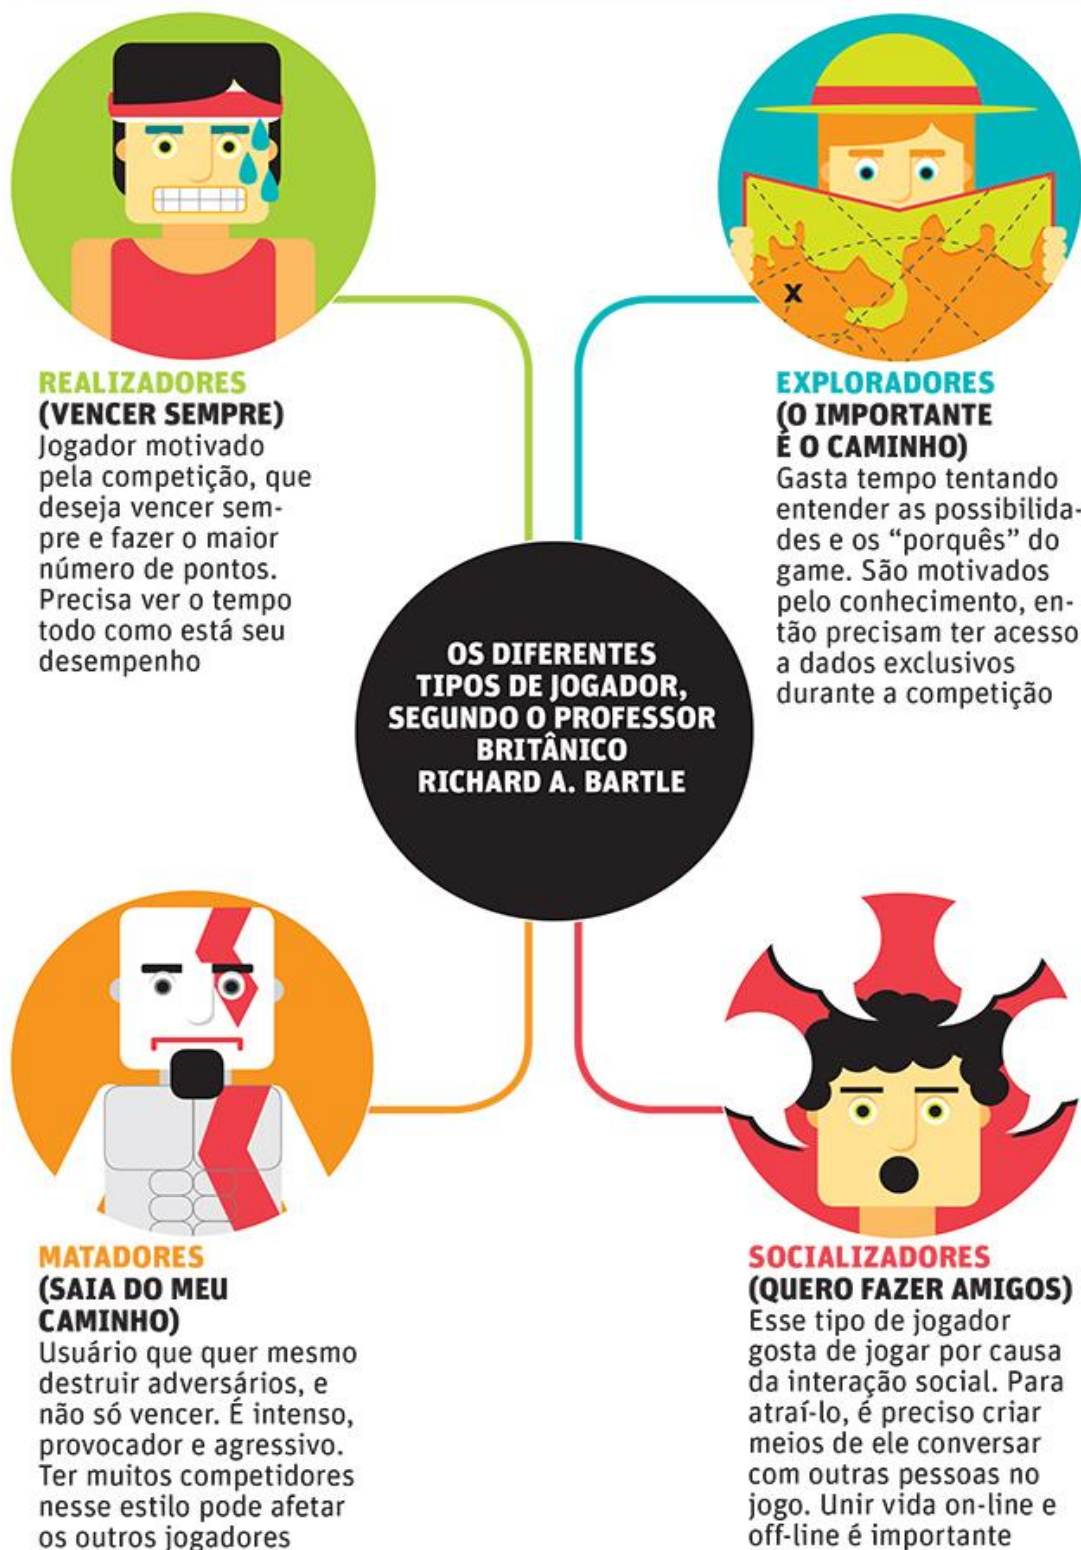 REALIZADORES
(VENCER SEMPRE)
Jogador motivado
pela competição, que
deseja vencer sem-
pre e fazer o maior
número de pontos.
Precisa ver o tempo
todo como está seu
desempenho
EXPLORADORES
(O IMPORTANTE
É O CAMINHO)
Gasta tempo tentando
entender as possibilida-
des e os “porquês” do
game. São motivados
pelo conhecimento, en-
tão precisam ter acesso
a dados exclusivos
durante a competição
OS DIFERENTES
TIPOS DE JOGADOR,
SEGUNDO O PROFESSOR
BRITÂNICO
RICHARD A. BARTLE
MATADORES
(SAIA DO MEU
CAMINHO)
Usuário que quer mesmo
destruir adversários, e
não só vencer. É intenso,
provocador e agressivo.
Ter muitos competidores
nesse estilo pode afetar
os outros jogadores
SOCIALIZADORES
(QUERO FAZER AMIGOS)
Esse tipo de jogador
gosta de jogar por causa
da interação social. Para
atraí-lo, é preciso criar
meios de ele conversar
com outras pessoas no
jogo. Unir vida on-line e
off-line é importante